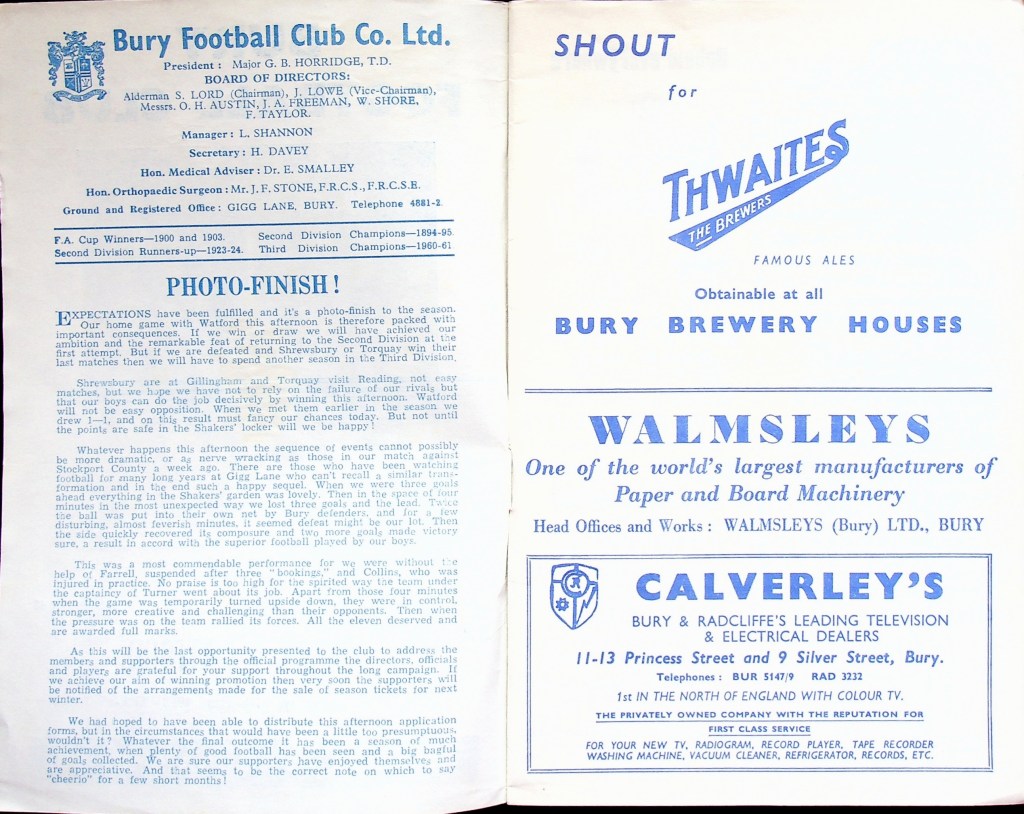 Bury Football Club Co. Ltd.
President : Major G. B. HORRIDGE, T.D.
BOARD OF DIRECTORS:
Alderman S. LORD (Chairman), J. LOWE (Vice-Chairman),
Messrs. O. H. AUSTIN, J. A. FREEMAN, W. SHORE,
F. TAYLOR.
Manager : L. SHANNON
Secretary : H. DAVEY
Hon. Medical Adviser : Dr. E. SMALLEY
Hon. Orthopaedic Surgeon : Mr. J. F. STONE, F.R.C.S., F.R.C.S.E.
Ground and Registered Office : GIGG LANE, BURY. Telephone 4881-2.
F.A. Cup Winners—1900 and 1903. Second Division Champions—1894-95.
Second Division Runners-up—1923-24. Third Division Champions—1960-61
PHOTO-FINISH !
EXPECTATIONS have been fulfilled and it's a photo-finish to the season.
Our home game with Watford this afternoon is therefore packed with
important consequences. If we win or draw we will have achieved our
ambition and the remarkable feat of returning to the Second Division at the
first attempt. But if we are defeated and Shrewsbury or Torquay win their
last matches then we will have to spend another season in the Third Division.
Shrewsbury are at Gillingham and Torquay visit Reading, not easy
matches, but we hope we have not to rely on the failure of our rivals but
that our boys can do the job decisively by winning this afternoon. Watford
will not be easy opposition. When we met them earlier in the season we
drew 1—1, and on this result must fancy our chances today. But not until
the points are safe in the Shakers' locker will we be happy!
Whatever happens this afternoon the sequence of events cannot possibly
be more dramatic, or as nerve wracking as those in our match against
Stockport County a week ago. There are those who have been watching
football for many long years at Gigg Lane who can't recall a similar trans-
formation and in the end such a happy sequel. When we were three goals
ahead everything in the Shakers' garden was lovely. Then in the space of four
minutes in the most unexpected way we lost three goals and the lead. Twice
the ball was put into their own net by Bury defenders, and for a few
disturbing, almost feverish minutes, it seemed defeat might be our lot. Then
the side quickly recovered its composure and two more goals made victory
sure, a result in accord with the superior football played by our boys.
This was a most commendable performance for we were without the
help of Farrell, suspended after three "bookings," and Collins, who was
injured in practice. No praise is too high for the spirited way the team under
the captaincy of Turner went about its job. Apart from those four minutes
when the game was temporarily turned upside down, they were in control,
stronger, more creative and challenging than their opponents. Then when
the pressure was on the team rallied its forces. All the eleven deserved and
are awarded full marks.
As this will be the last opportunity presented to the club to address the
members and supporters through the official programme the directors, officials
and players are grateful for your support throughout the long campaign. If
we achieve our aim of winning promotion then very soon the supporters will
be notified of the arrangements made for the sale of season tickets for next
winter.
We had hoped to have been able to distribute this afternoon application
forms, but in the circumstances that would have been a little too presumptuous,
wouldn't it ? Whatever the final outcome it has been a season of much
achievement, when plenty of good football has been seen and a big bagful
of goals collected. We are sure our supporters have enjoyed themselves and
are appreciative. And that seems to be the correct note on which to say
"cheerio" for a few short months !
SHOUT
for
THWAITES
THE BREWERS
FAMOUS ALES
Obtainable at all
BURY BREWERY HOUSES
WALMSLEYS
One of the world's largest manufacturers of
Paper and Board Machinery
Head Offices and Works : WALMSLEYS (Bury) LTD., BURY
CALVERLEY'S
BURY & RADCLIFFE'S LEADING TELEVISION
& ELECTRICAL DEALERS
11-13 Princess Street and 9 Silver Street, Bury.
Telephones : BUR 5147/9 RAD 3232
1st IN THE NORTH OF ENGLAND WITH COLOUR TV.
THE PRIVATELY OWNED COMPANY WITH THE REPUTATION FOR
FIRST CLASS SERVICE
FOR YOUR NEW TV, RADIOGRAM, RECORD PLAYER, TAPE RECORDER
WASHING MACHINE, VACUUM CLEANER, REFRIGERATOR, RECORDS, ETC.